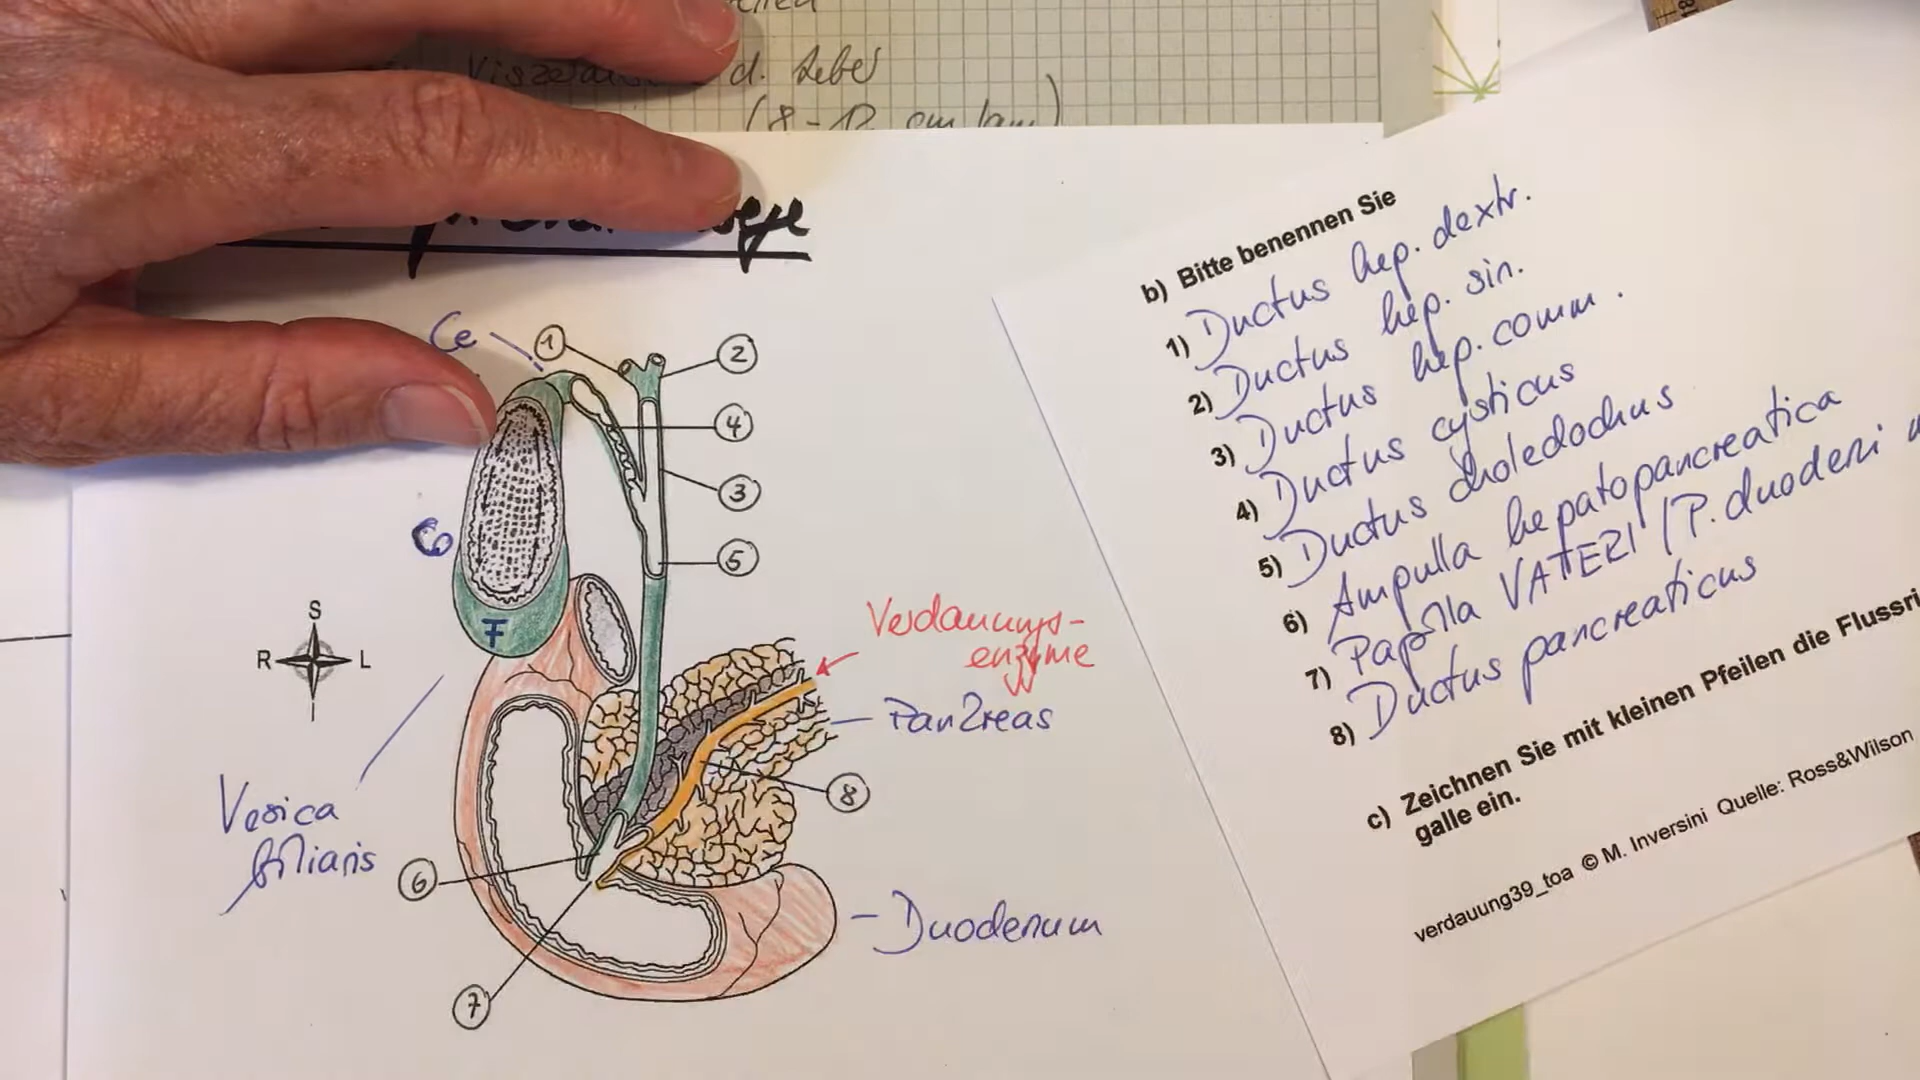 d. Leber
(8-12 cm lan)
Ce
1
2
4
3
Co
5
F
S
R
L
I
Verdauungs-
enzyme
Pankreas
8
Vesica
biliaris
6
Duodenum
7
b) Bitte benennen Sie
1) Ductus hep. dextr.
2) Ductus hep. sin.
3) Ductus hep. comm.
4) Ductus cysticus
5) Ductus choledochus
6) Ampulla hepatopancreatica
7) Papilla VATERI / P. duodeni
8) Ductus pancreaticus
c) Zeichnen Sie mit kleinen Pfeilen die Flussri
galle ein.
verdauung39_toa © M. Inversini Quelle: Ross&Wilson